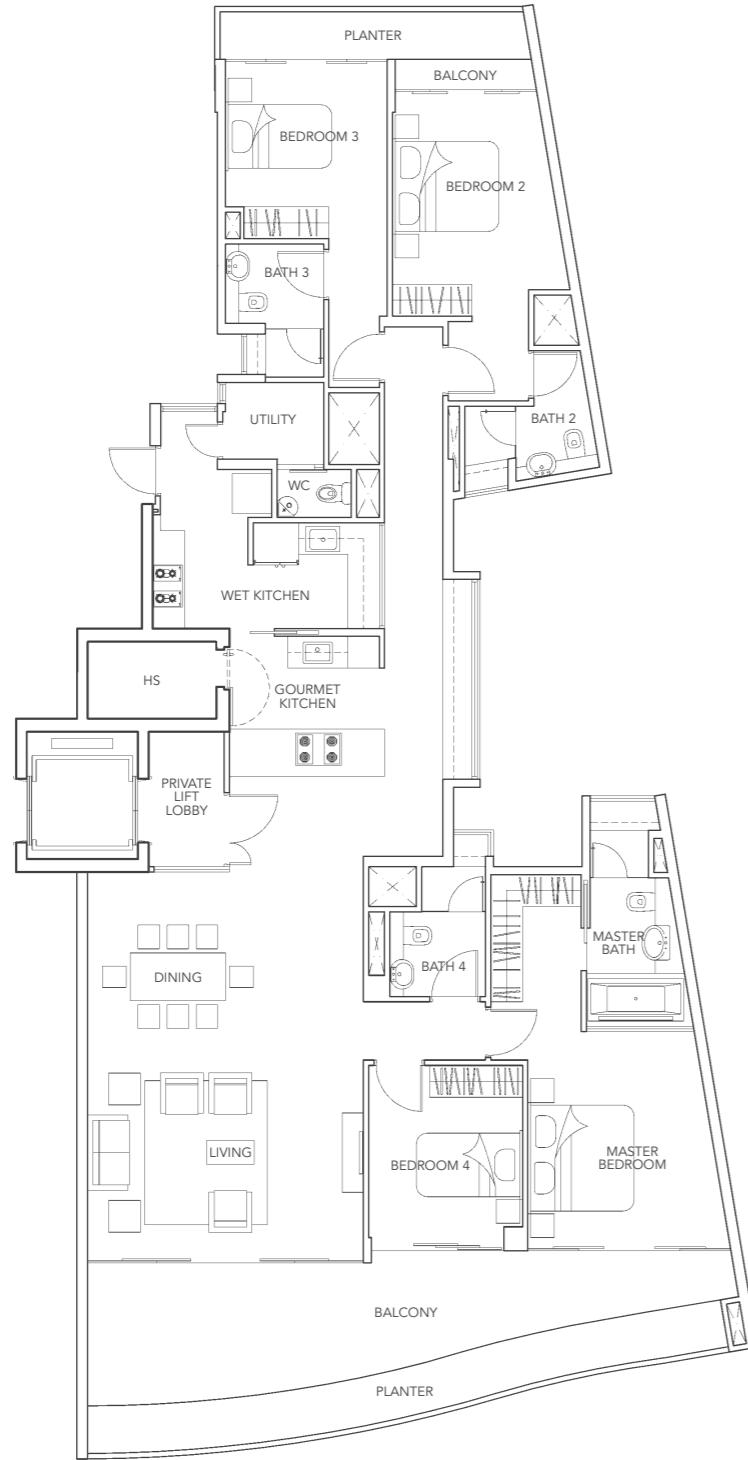 PLANTER
BALCONY
BEDROOM 3
BEDROOM 2
BATH 3
UTILITY
BATH 2
WC
WET KITCHEN
HS
GOURMET
KITCHEN
PRIVATE
LIFT
LOBBY
MASTER
BATH
BATH 4
DINING
LIVING
BEDROOM 4
MASTER
BEDROOM
BALCONY
PLANTER